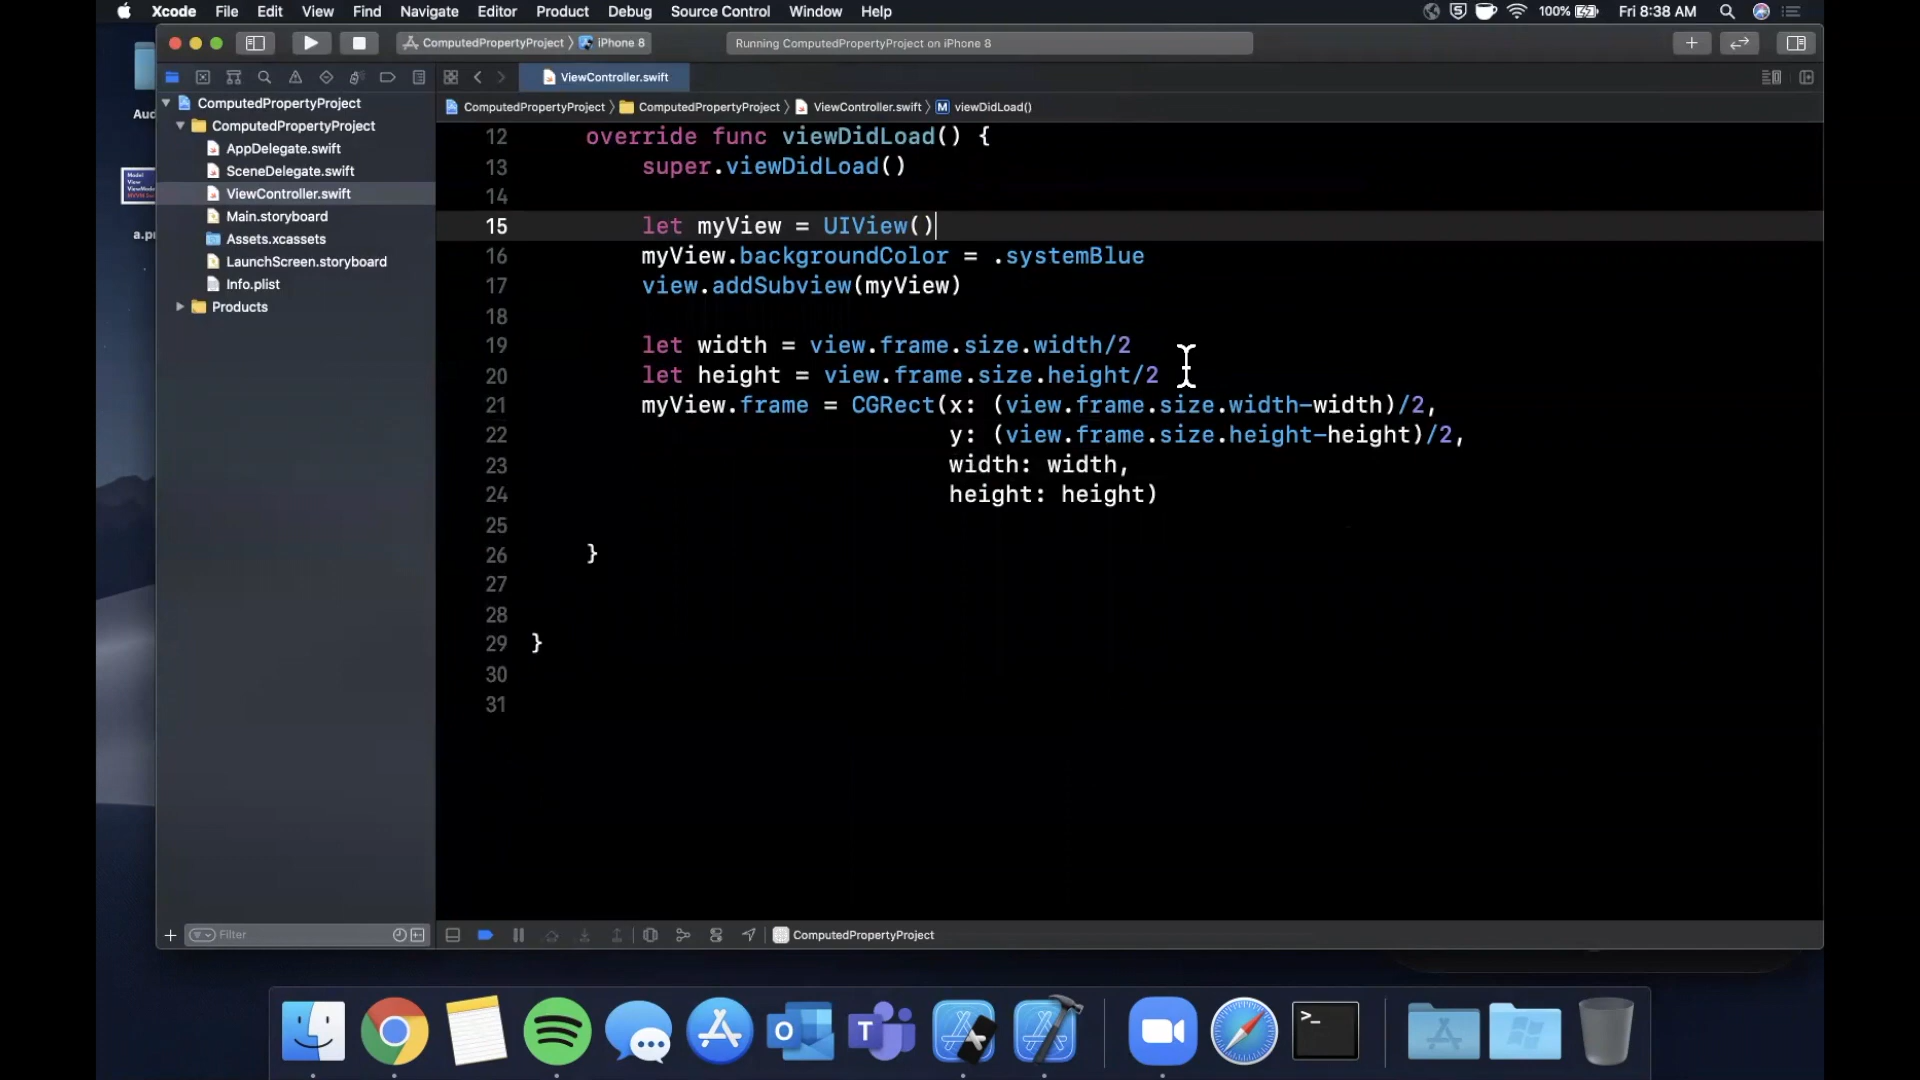 Xcode File Edit View Find Navigate Editor Product Debug Source Control Window Help 100% Fri 8:38 AM
ComputedPropertyProject iPhone 8 Running ComputedPropertyProject on iPhone 8
ViewController.swift
ComputedPropertyProject ComputedPropertyProject ViewController.swift M viewDidLoad()
ComputedPropertyProject
ComputedPropertyProject
AppDelegate.swift
SceneDelegate.swift
ViewController.swift
Main.storyboard
Assets.xcassets
LaunchScreen.storyboard
Info.plist
Products
12 override func viewDidLoad() {
13 super.viewDidLoad()
14
15 let myView = UIView()
16 myView.backgroundColor = .systemBlue
17 view.addSubview(myView)
18
19 let width = view.frame.size.width/2
20 let height = view.frame.size.height/2
21 myView.frame = CGRect(x: (view.frame.size.width-width)/2,
22 y: (view.frame.size.height-height)/2,
23 width: width,
24 height: height)
25
26 }
27
28
29 }
30
31
Filter
ComputedPropertyProject
Model
View